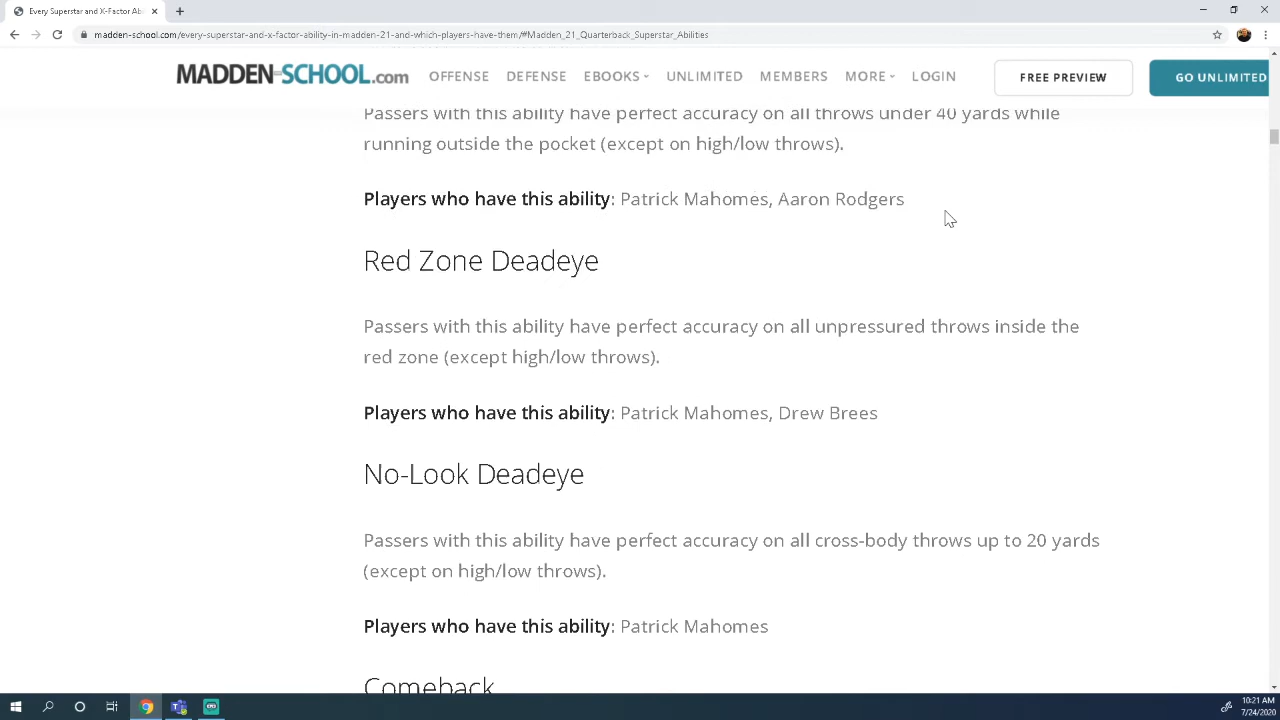 Every Superstar and X-Factor Abi
madden-school.com/every-superstar-and-x-factor-ability-in-madden-21-and-which-players-have-them/#Madden_21_Quarterback_Superstar_Abilities
MADDEN-SCHOOL.com OFFENSE DEFENSE EBOOKS UNLIMITED MEMBERS MORE LOGIN FREE PREVIEW GO UNLIMITED
Passers with this ability have perfect accuracy on all throws under 40 yards while
running outside the pocket (except on high/low throws).
Players who have this ability: Patrick Mahomes, Aaron Rodgers
Red Zone Deadeye
Passers with this ability have perfect accuracy on all unpressured throws inside the
red zone (except high/low throws).
Players who have this ability: Patrick Mahomes, Drew Brees
No-Look Deadeye
Passers with this ability have perfect accuracy on all cross-body throws up to 20 yards
(except on high/low throws).
Players who have this ability: Patrick Mahomes
Comeback
10:21 AM
7/24/2020